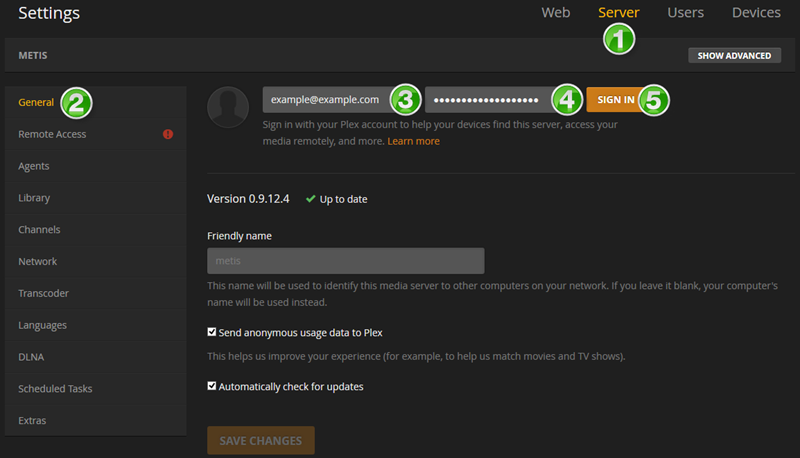 Settings
Web
Server
Users
Devices
1
METIS
SHOW ADVANCED
General
2
Remote Access
Agents
Library
Channels
Network
Transcoder
Languages
DLNA
Scheduled Tasks
Extras
example@example.com
3
4
SIGN IN
5
Sign in with your Plex account to help your devices find this server, access your
media remotely, and more. Learn more
Version 0.9.12.4
Up to date
Friendly name
metis
This name will be used to identify this media server to other computers on your network. If you leave it blank, your computer's
name will be used instead.
Send anonymous usage data to Plex
This helps us improve your experience (for example, to help us match movies and TV shows).
Automatically check for updates
SAVE CHANGES